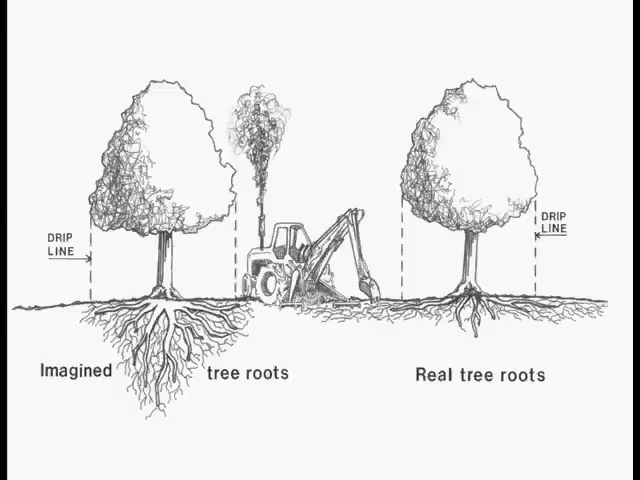 DRIP
LINE
DRIP
LINE
Imagined tree roots
Real tree roots